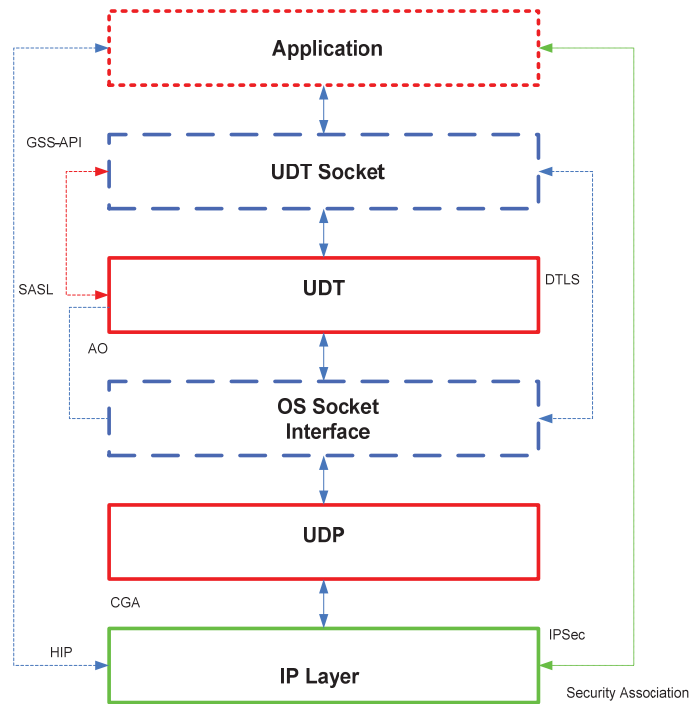 Application
GSS-API
UDT Socket
UDT
SASL
DTLS
AO
OS Socket
Interface
UDP
CGA
HIP
IPSec
IP Layer
Security Association